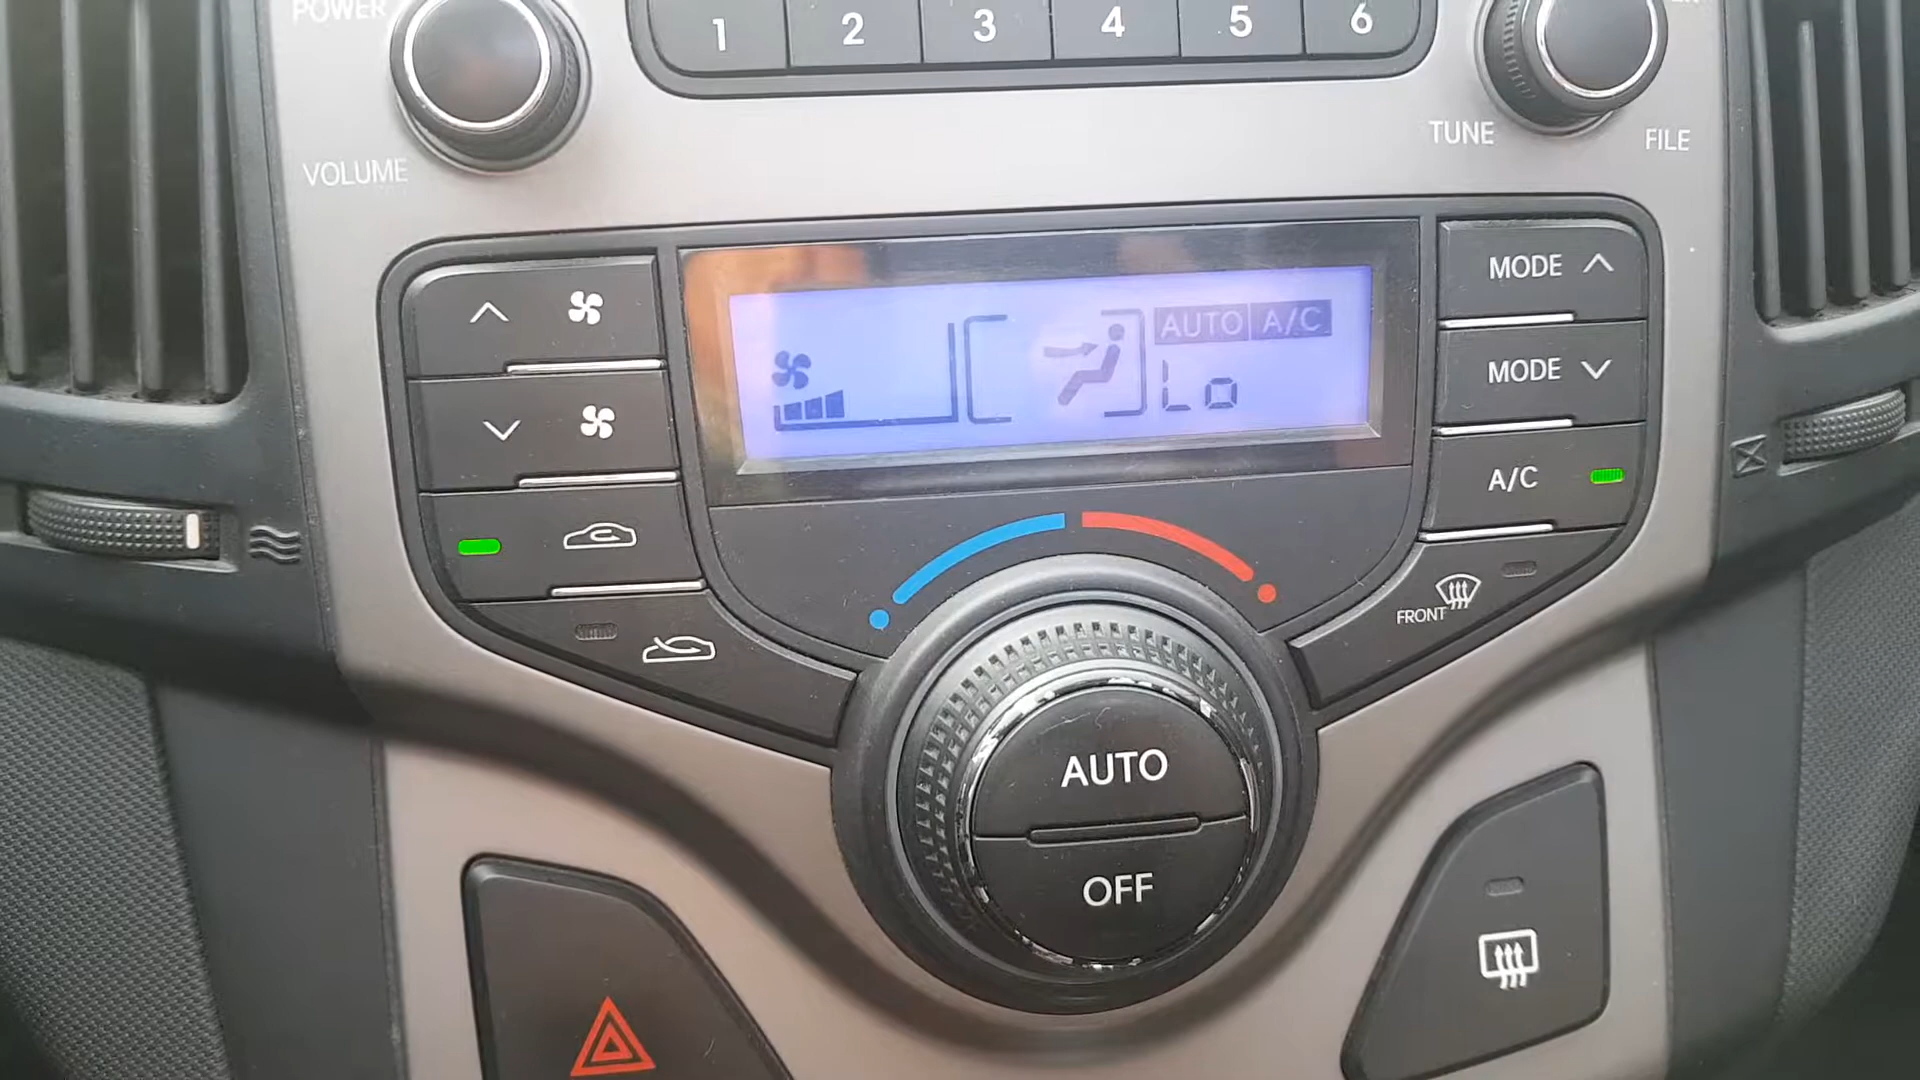 POWER
1 2 3 4 5 6
VOLUME
TUNE
FILE
AUTO A/C
Lo
MODE
MODE
A/C
FRONT
AUTO
OFF